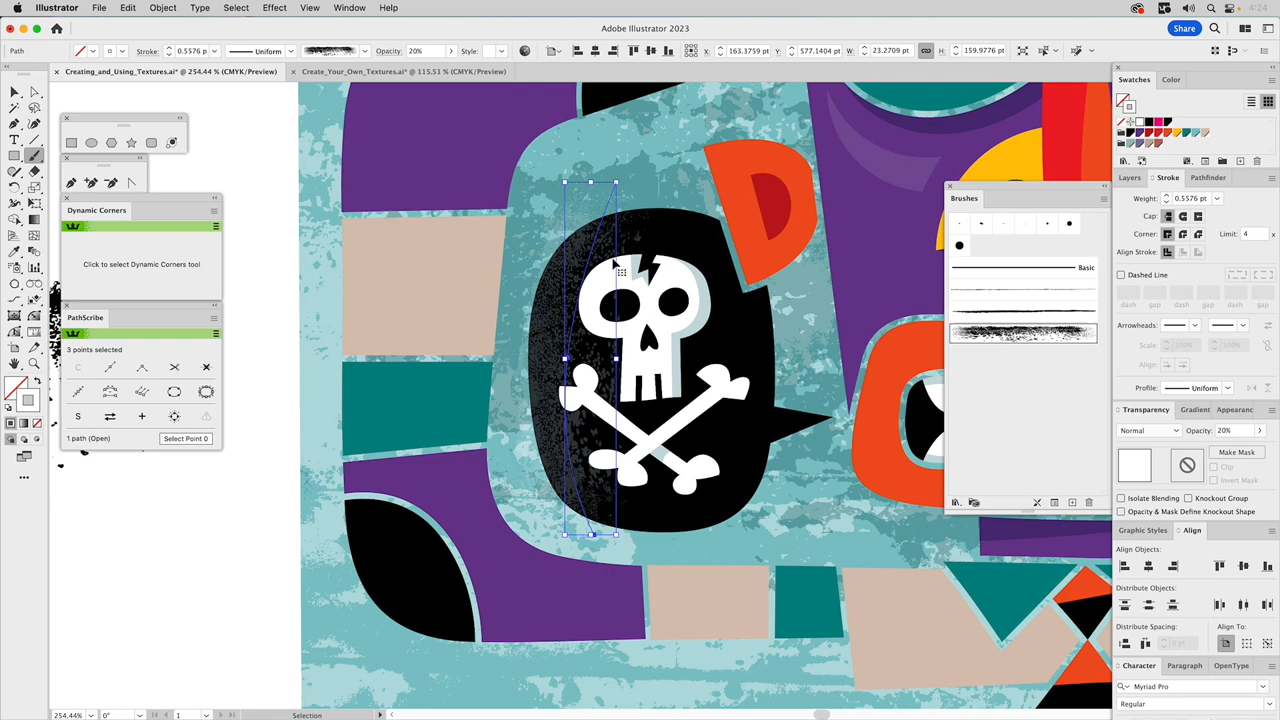 Illustrator File Edit Object Type Select Effect View Window Help 4:24
Adobe Illustrator 2023 Share
Path Stroke: 0.5576 pt Uniform Opacity: 20% Style: X: 163.3759 pt Y: 577.1404 pt W: 23.2709 pt H: 159.9776 pt
Creating_and_Using_Textures.ai* @ 254.44 % (CMYK/Preview) Create_Your_Own_Textures.ai* @ 115.51 % (CMYK/Preview)
Swatches Color
Layers Stroke Pathfinder
Weight: 0.5576 pt
Cap:
Corner: Limit: 4 x
Align Stroke:
Dashed Line
dash gap dash gap dash gap
Arrowheads:
Scale: 100% 100%
Align:
Profile: Uniform
Transparency Gradient Appearanc
Normal Opacity: 20%
Make Mask
Clip
Invert Mask
Isolate Blending Knockout Group
Opacity & Mask Define Knockout Shape
Graphic Styles Align
Align Objects:
Distribute Objects:
Distribute Spacing: Align To:
0 pt
Character Paragraph OpenType
Myriad Pro
Regular
Brushes
Basic
Dynamic Corners
Click to select Dynamic Corners tool
PathScribe
3 points selected
1 path (Open) Select Point 0
254.44% 0° 1 Selection